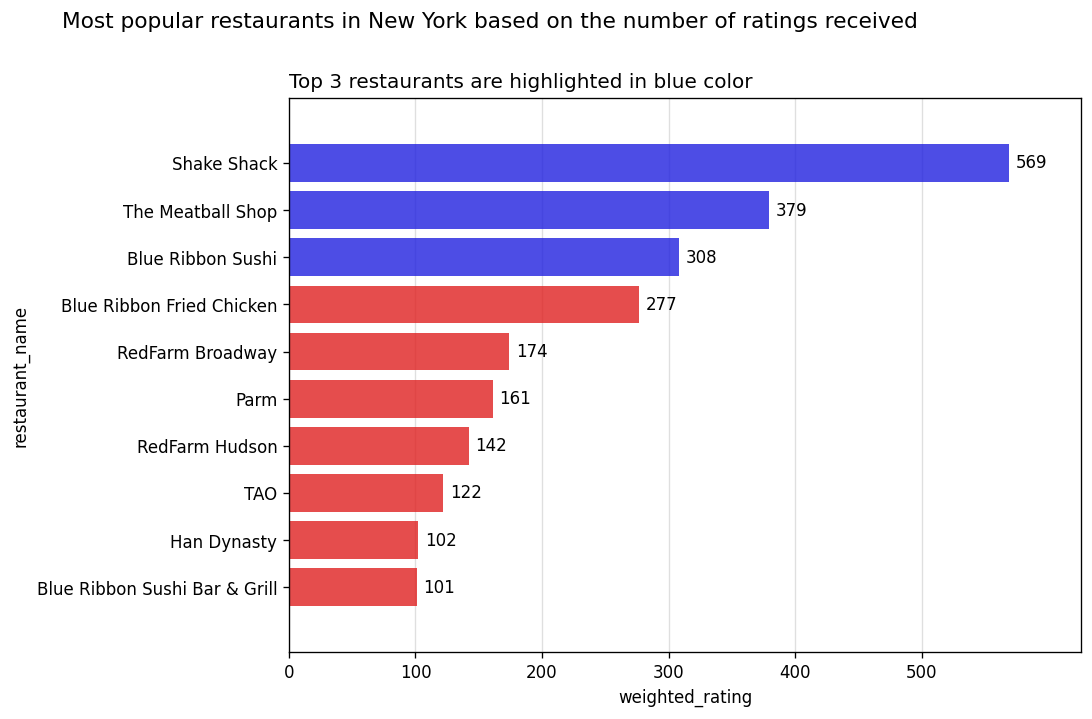 Most popular restaurants in New York based on the number of ratings received
Top 3 restaurants are highlighted in blue color
restaurant_name
Shake Shack 569
The Meatball Shop 379
Blue Ribbon Sushi 308
Blue Ribbon Fried Chicken 277
RedFarm Broadway 174
Parm 161
RedFarm Hudson 142
TAO 122
Han Dynasty 102
Blue Ribbon Sushi Bar & Grill 101
0 100 200 300 400 500
weighted_rating